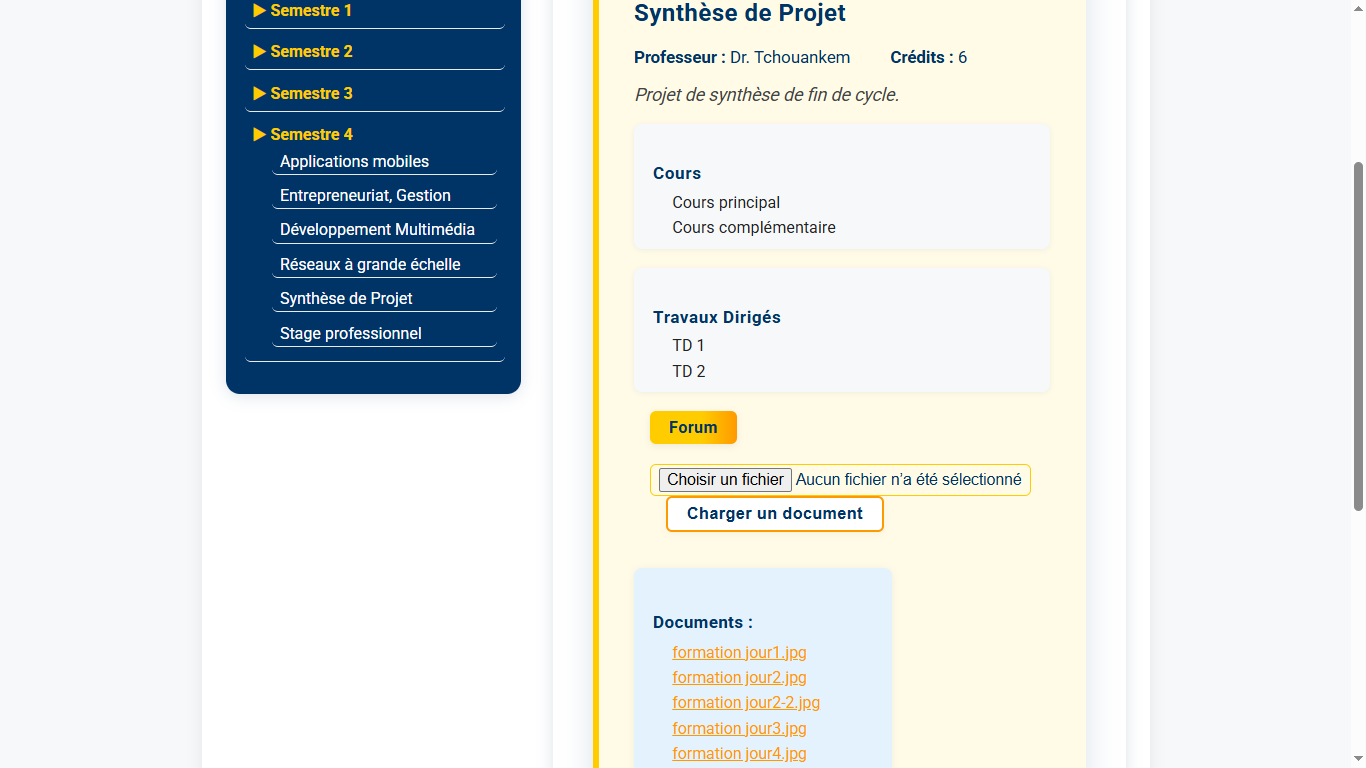 ▶ Semestre 1
▶ Semestre 2
▶ Semestre 3
▶ Semestre 4
Applications mobiles
Entrepreneuriat, Gestion
Développement Multimédia
Réseaux à grande échelle
Synthèse de Projet
Stage professionnel
Synthèse de Projet
Professeur : Dr. Tchouankem Crédits : 6
Projet de synthèse de fin de cycle.
Cours
Cours principal
Cours complémentaire
Travaux Dirigés
TD 1
TD 2
Forum
Choisir un fichier Aucun fichier n’a été sélectionné
Charger un document
Documents :
formation jour1.jpg
formation jour2.jpg
formation jour2-2.jpg
formation jour3.jpg
formation jour4.jpg